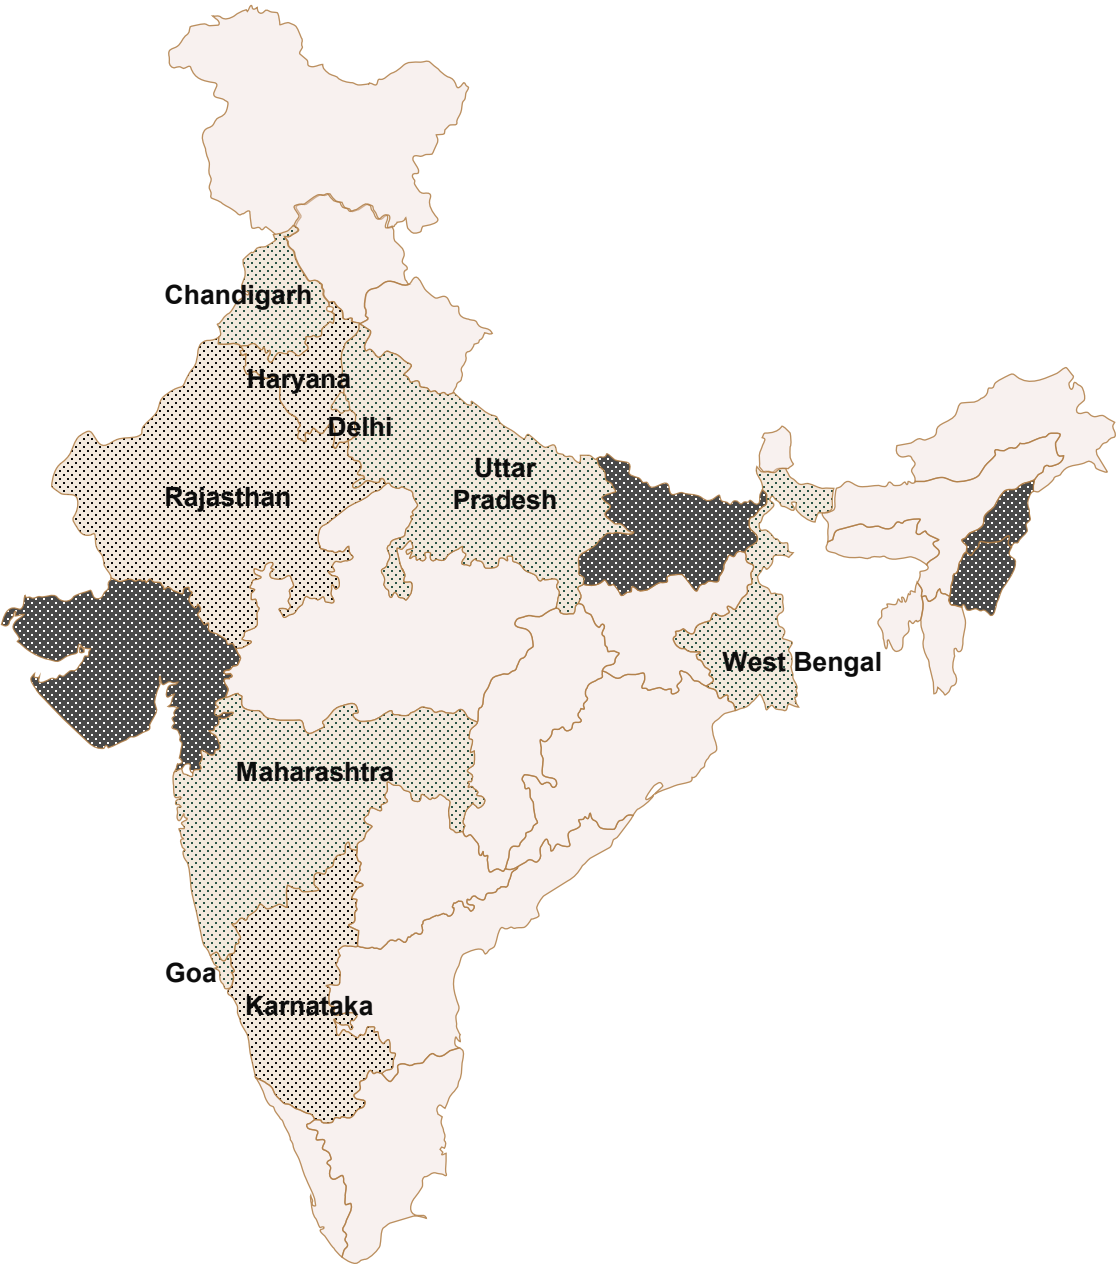 Chandigarh
Haryana
Delhi
Uttar
Pradesh
Rajasthan
West Bengal
Maharashtra
Goa
Karnataka